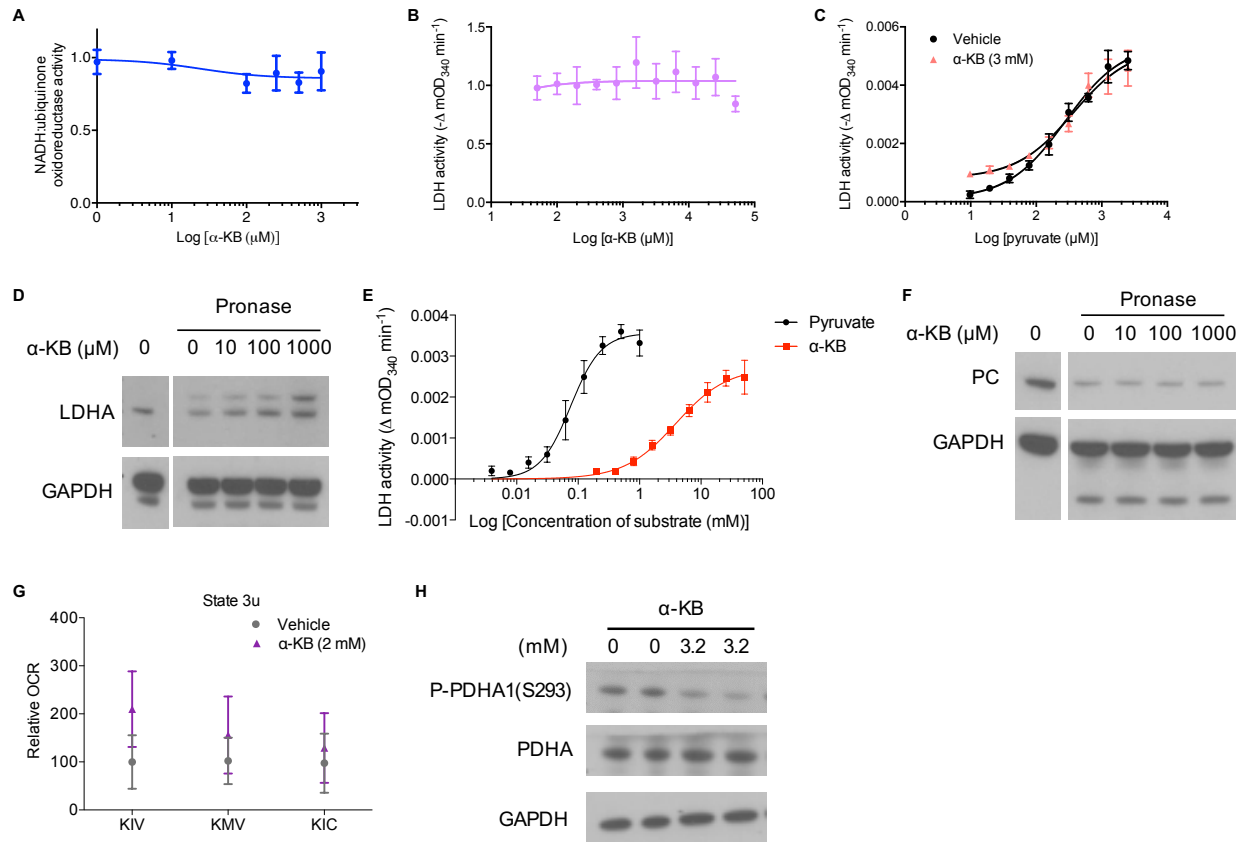 A
NADH:ubiquinone
oxidoreductase activity
1.0
0.5
0.0
0
1
2
3
Log [α-KB (μM)]
B
LDH activity (-Δ mOD340 min-1)
1.5
1.0
0.5
0.0
1
2
3
4
5
Log [α-KB (μM)]
C
LDH activity (-Δ mOD340 min-1)
0.006
0.004
0.002
0.000
0
1
2
3
4
Log [pyruvate (μM)]
Vehicle
α-KB (3 mM)
D
Pronase
α-KB (μM) 0 0 10 100 1000
LDHA
GAPDH
E
LDH activity (Δ mOD340 min-1)
0.004
0.003
0.002
0.001
0.000
-0.001
0.01
0.1
1
10
100
Log [Concentration of substrate (mM)]
Pyruvate
α-KB
F
Pronase
α-KB (μM) 0 0 10 100 1000
PC
GAPDH
G
State 3u
Vehicle
α-KB (2 mM)
Relative OCR
400
300
200
100
0
KIV
KMV
KIC
H
α-KB
(mM) 0 0 3.2 3.2
P-PDHA1(S293)
PDHA
GAPDH